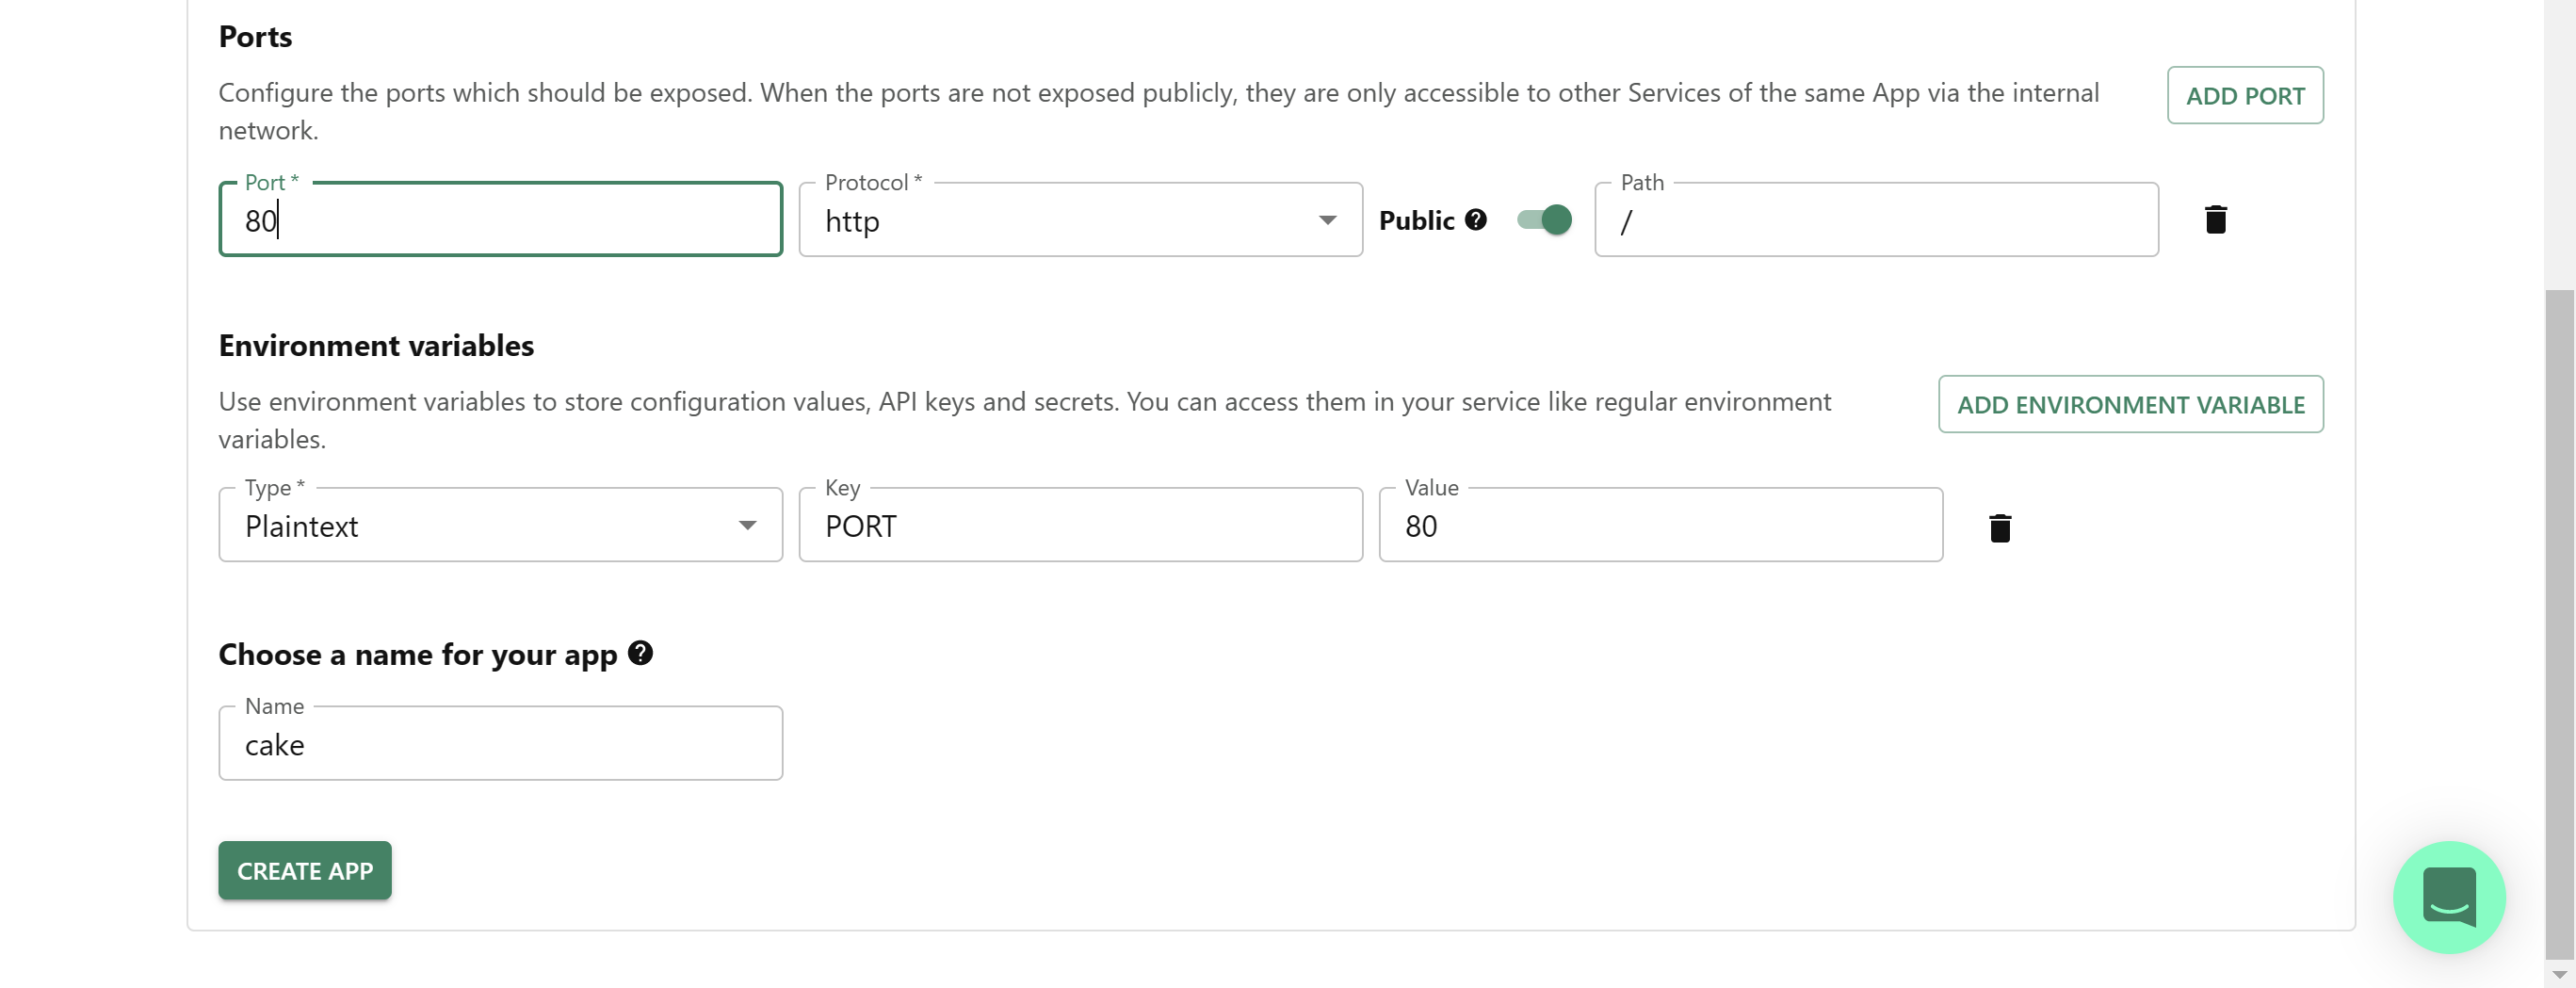 Ports
Configure the ports which should be exposed. When the ports are not exposed publicly, they are only accessible to other Services of the same App via the internal
network.
ADD PORT
Port *
80
Protocol *
http
Public
Path
/
Environment variables
Use environment variables to store configuration values, API keys and secrets. You can access them in your service like regular environment
variables.
ADD ENVIRONMENT VARIABLE
Type *
Plaintext
Key
PORT
Value
80
Choose a name for your app
Name
cake
CREATE APP